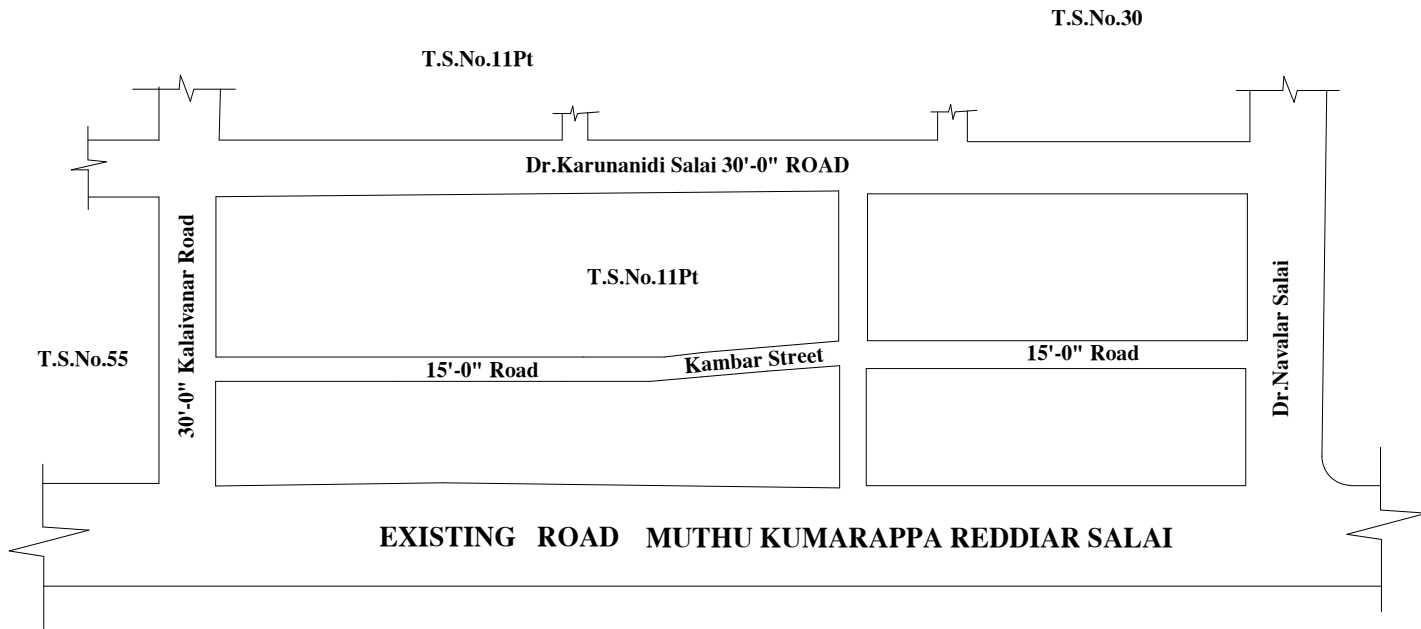 T.S.No.30
T.S.No.11Pt
Dr.Karunanidi Salai 30'-0" ROAD
30'-0" Kalaivanar Road
T.S.No.11Pt
Dr.Navalar Salai
T.S.No.55
15'-0" Road
Kambar Street
15'-0" Road
EXISTING ROAD MUTHU KUMARAPPA REDDIAR SALAI